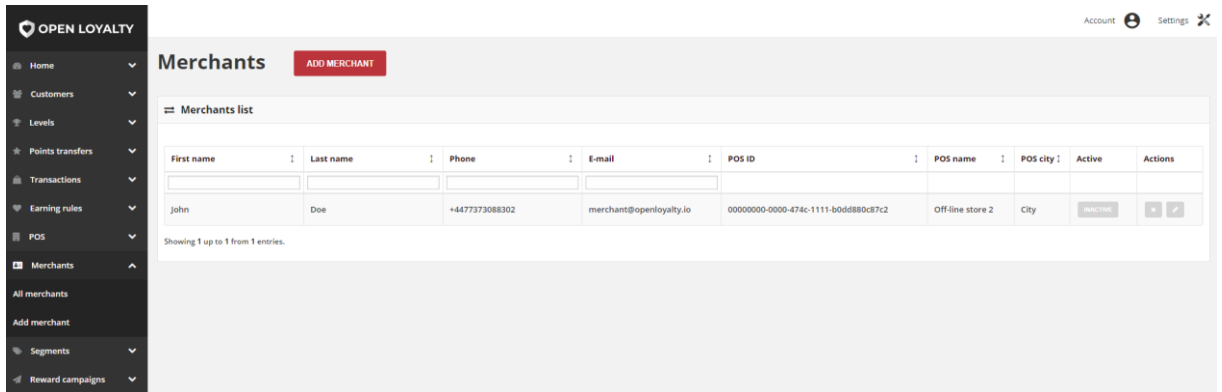 OPEN LOYALTY
Account
Settings
Home
Customers
Levels
Points transfers
Transactions
Earning rules
POS
Merchants
All merchants
Add merchant
Segments
Reward campaigns
Merchants
ADD MERCHANT
Merchants list
First name Last name Phone E-mail POS ID POS name POS city Active Actions
John Doe +4477373088302 merchant@openloyalty.io 00000000-0000-474c-1111-b0dd880c87c2 Off-line store 2 City INACTIVE
Showing 1 up to 1 from 1 entries.